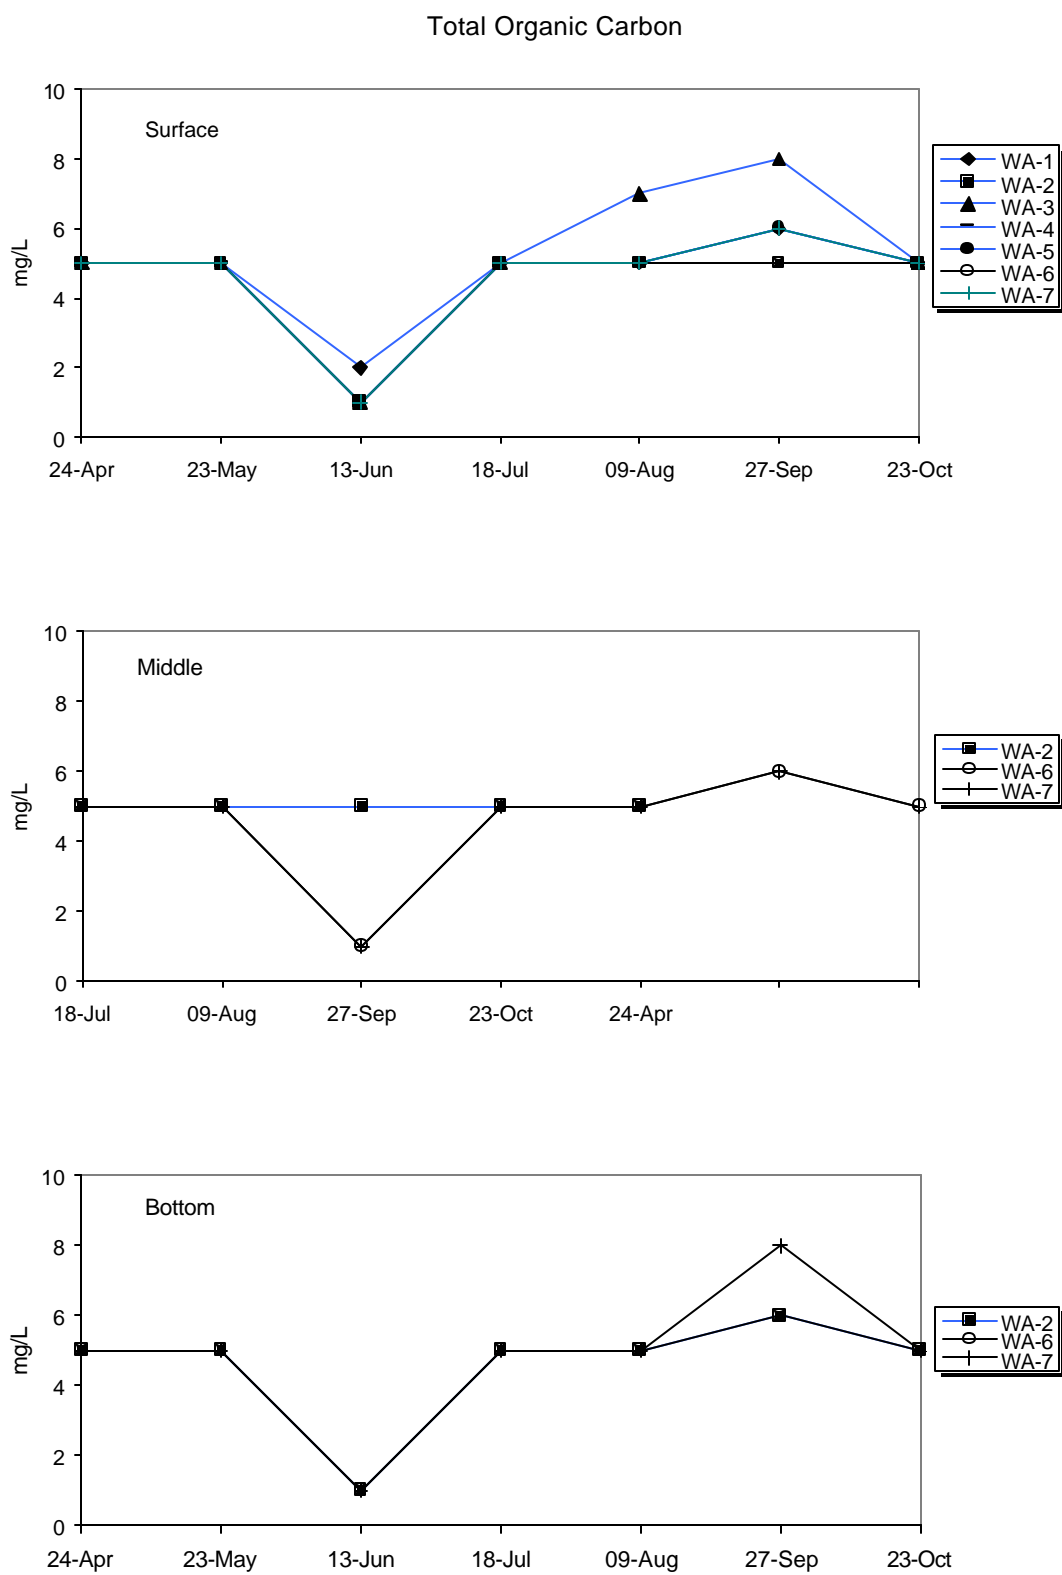 Total Organic Carbon
10
Surface
8
6
mg/L
4
2
0
24-Apr 23-May 13-Jun 18-Jul 09-Aug 27-Sep 23-Oct
WA-1
WA-2
WA-3
WA-4
WA-5
WA-6
WA-7
10
Middle
8
6
mg/L
4
2
0
18-Jul 09-Aug 27-Sep 23-Oct 24-Apr
WA-2
WA-6
WA-7
10
Bottom
8
6
mg/L
4
2
0
24-Apr 23-May 13-Jun 18-Jul 09-Aug 27-Sep 23-Oct
WA-2
WA-6
WA-7